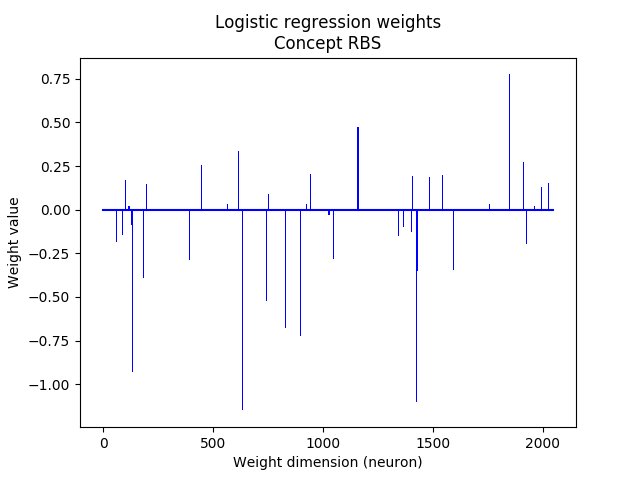 Logistic regression weights
Concept RBS
0.75
0.50
0.25
0.00
−0.25
−0.50
−0.75
−1.00
Weight value
0 500 1000 1500 2000
Weight dimension (neuron)